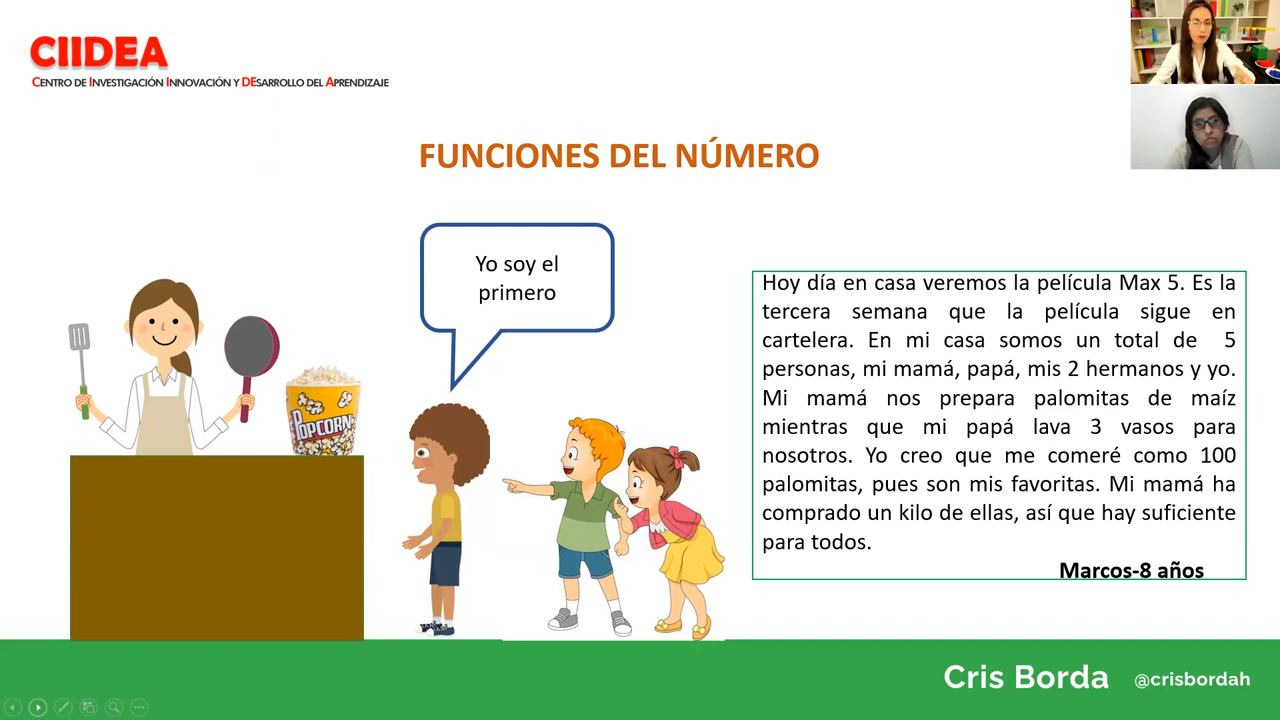 CIIDEA
CENTRO DE INVESTIGACIÓN INNOVACIÓN Y DESARROLLO DEL APRENDIZAJE
FUNCIONES DEL NÚMERO
Yo soy el
primero
POPCORN
Hoy día en casa veremos la película Max 5. Es la
tercera semana que la película sigue en
cartelera. En mi casa somos un total de 5
personas, mi mamá, papá, mis 2 hermanos y yo.
Mi mamá nos prepara palomitas de maíz
mientras que mi papá lava 3 vasos para
nosotros. Yo creo que me comeré como 100
palomitas, pues son mis favoritas. Mi mamá ha
comprado un kilo de ellas, así que hay suficiente
para todos.
Marcos-8 años
Cris Borda @crisbordah